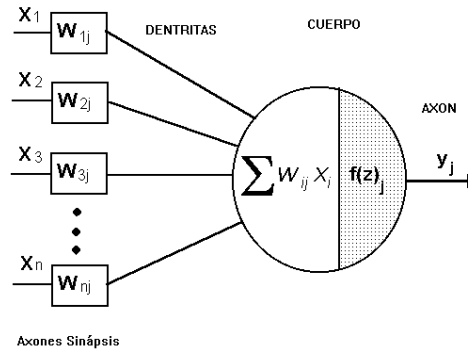 X1
W1j
DENTRITAS
CUERPO
X2
W2j
AXON
X3
W3j
∑ Wij Xi
f(z)j
yj
Xn
Wnj
Axones Sinápsis